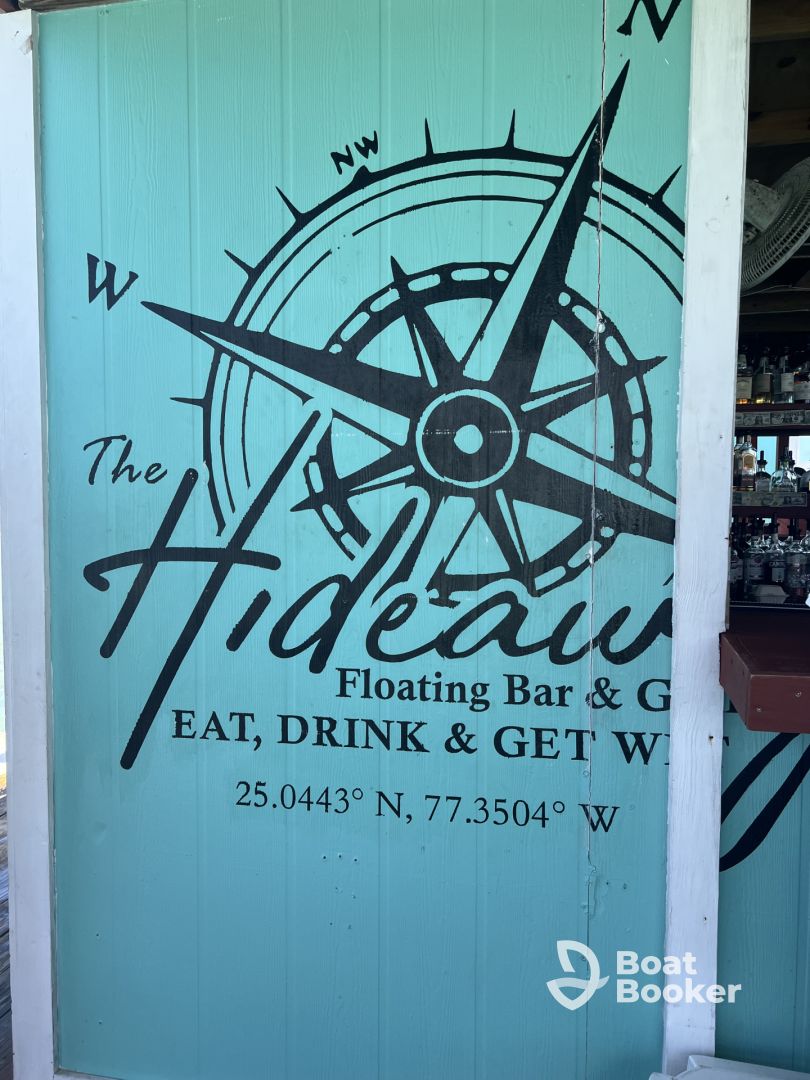 N
NW
W
The
Hideaw
Floating Bar & G
EAT, DRINK & GET W
25.0443° N, 77.3504° W
Boat
Booker